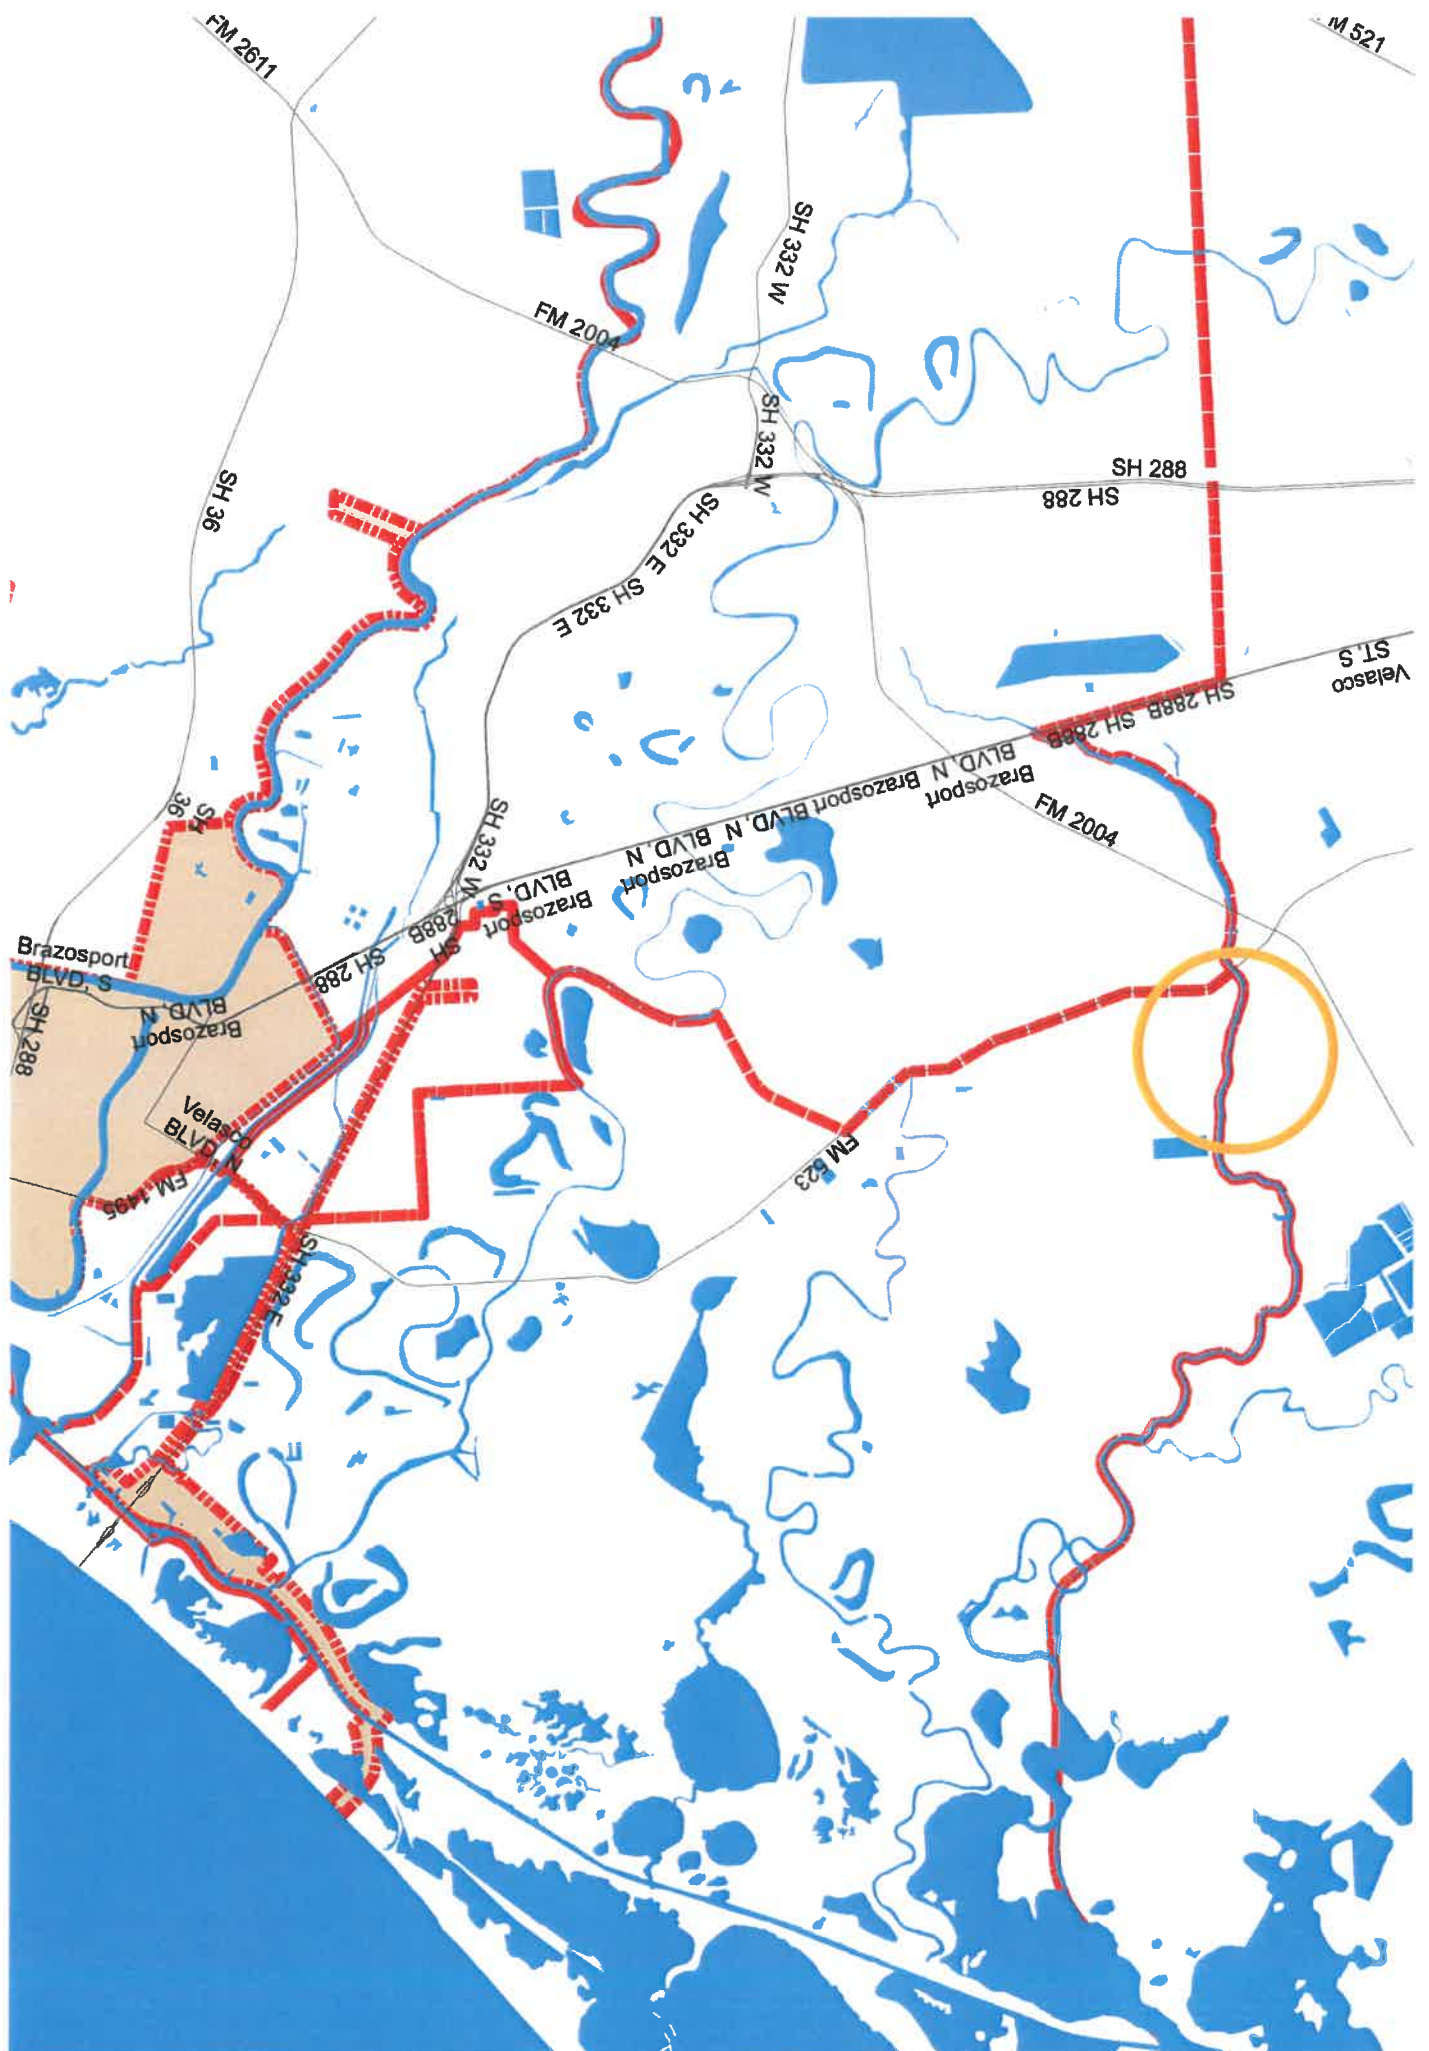 FM 2611
M 521
SH 332 W
FM 2004
SH 332 W
SH 288
SH 288
SH 36
SH 332 E
SH 332 E
Velasco
ST, S
SH 288B
SH 288B
Brazosport
BLVD, N
Brazosport
BLVD, N
Brazosport
BLVD, N
Brazosport
BLVD, N
FM 2004
SH
36
SH 332 W
Brazosport
BLVD, S
SH
288B
SH 288
SH 288
Brazosport
BLVD, S
Brazosport
BLVD, N
SH 288
Velasco
BLVD, N
FM 1495
FM 523
SH 332 E